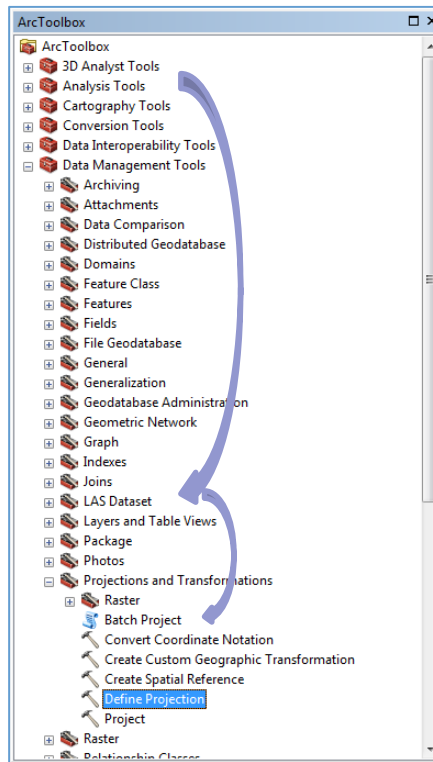 ArcToolbox
ArcToolbox
3D Analyst Tools
Analysis Tools
Cartography Tools
Conversion Tools
Data Interoperability Tools
Data Management Tools
Archiving
Attachments
Data Comparison
Distributed Geodatabase
Domains
Feature Class
Features
Fields
File Geodatabase
General
Generalization
Geodatabase Administration
Geometric Network
Graph
Indexes
Joins
LAS Dataset
Layers and Table Views
Package
Photos
Projections and Transformations
Raster
Batch Project
Convert Coordinate Notation
Create Custom Geographic Transformation
Create Spatial Reference
Define Projection
Project
Raster
Relationship Classes